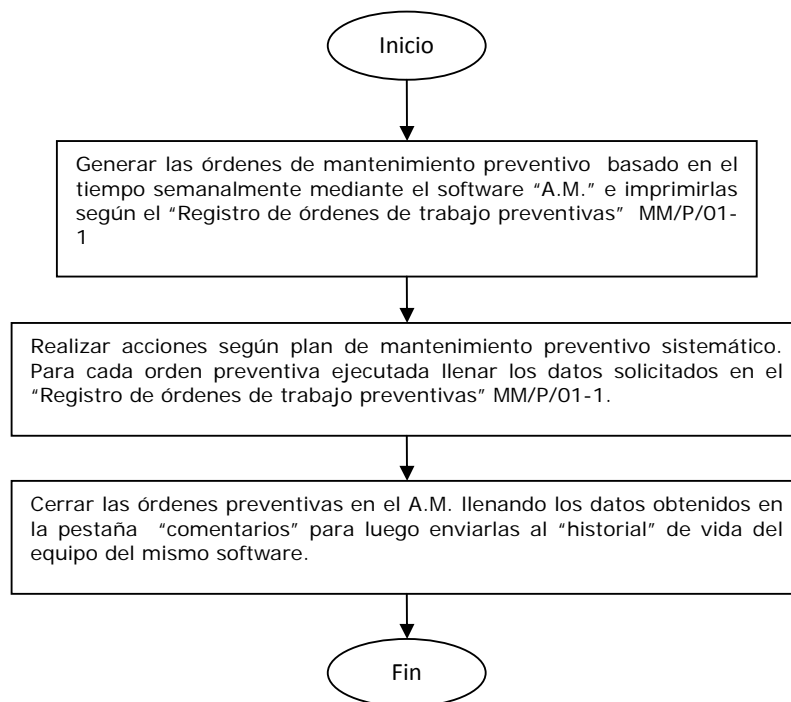 Inicio
Generar las órdenes de mantenimiento preventivo basado en el
tiempo semanalmente mediante el software “A.M.” e imprimirlas
según el “Registro de órdenes de trabajo preventivas” MM/P/01-
1
Realizar acciones según plan de mantenimiento preventivo sistemático.
Para cada orden preventiva ejecutada llenar los datos solicitados en el
“Registro de órdenes de trabajo preventivas” MM/P/01-1.
Cerrar las órdenes preventivas en el A.M. llenando los datos obtenidos en
la pestaña “comentarios” para luego enviarlas al “historial” de vida del
equipo del mismo software.
Fin